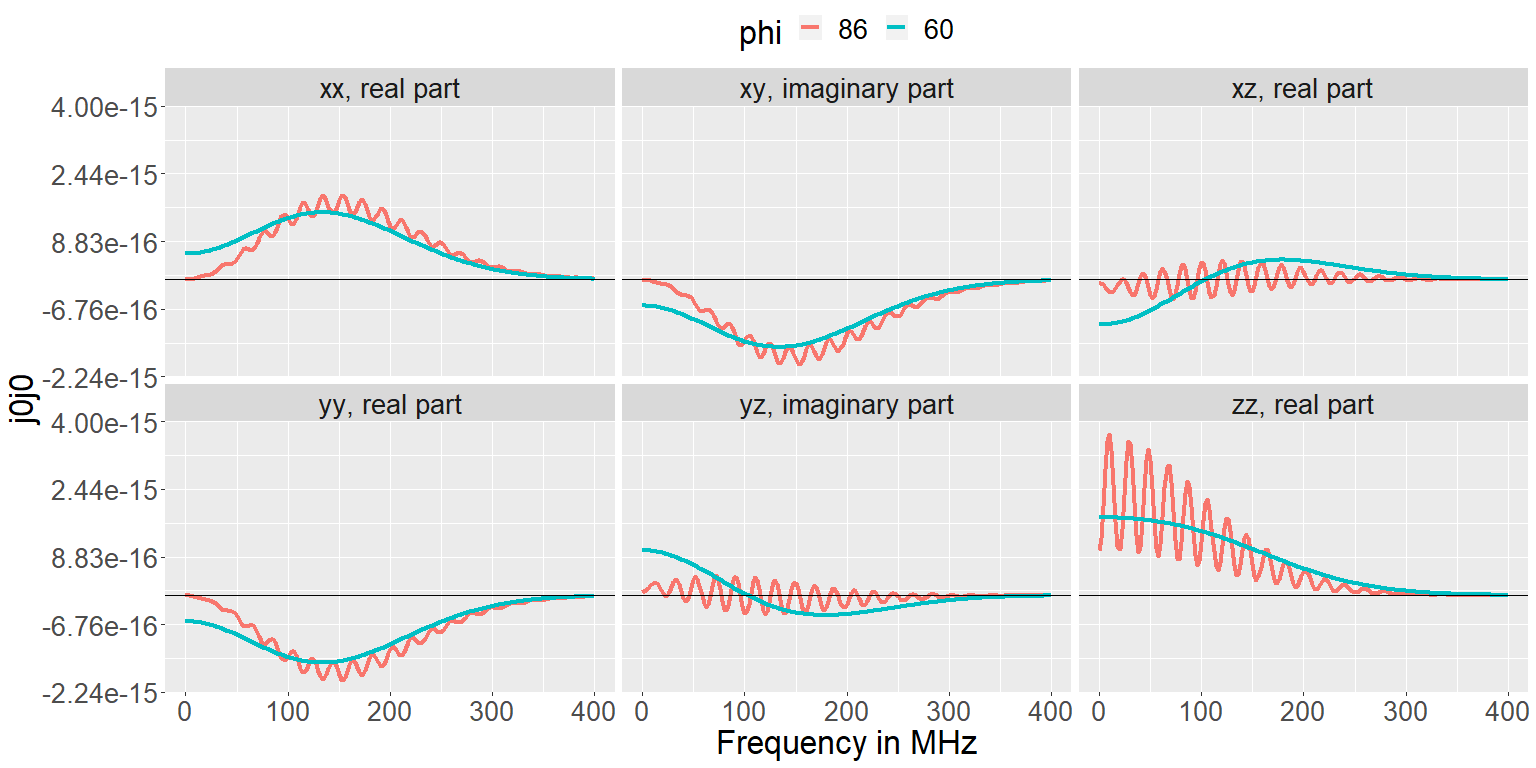 phi 86 60
xx, real part xy, imaginary part xz, real part
4.00e-15
2.44e-15
8.83e-16
-6.76e-16
-2.24e-15
yy, real part yz, imaginary part zz, real part
4.00e-15
2.44e-15
8.83e-16
-6.76e-16
-2.24e-15
j0j0
0 100 200 300 400 0 100 200 300 400 0 100 200 300 400
Frequency in MHz